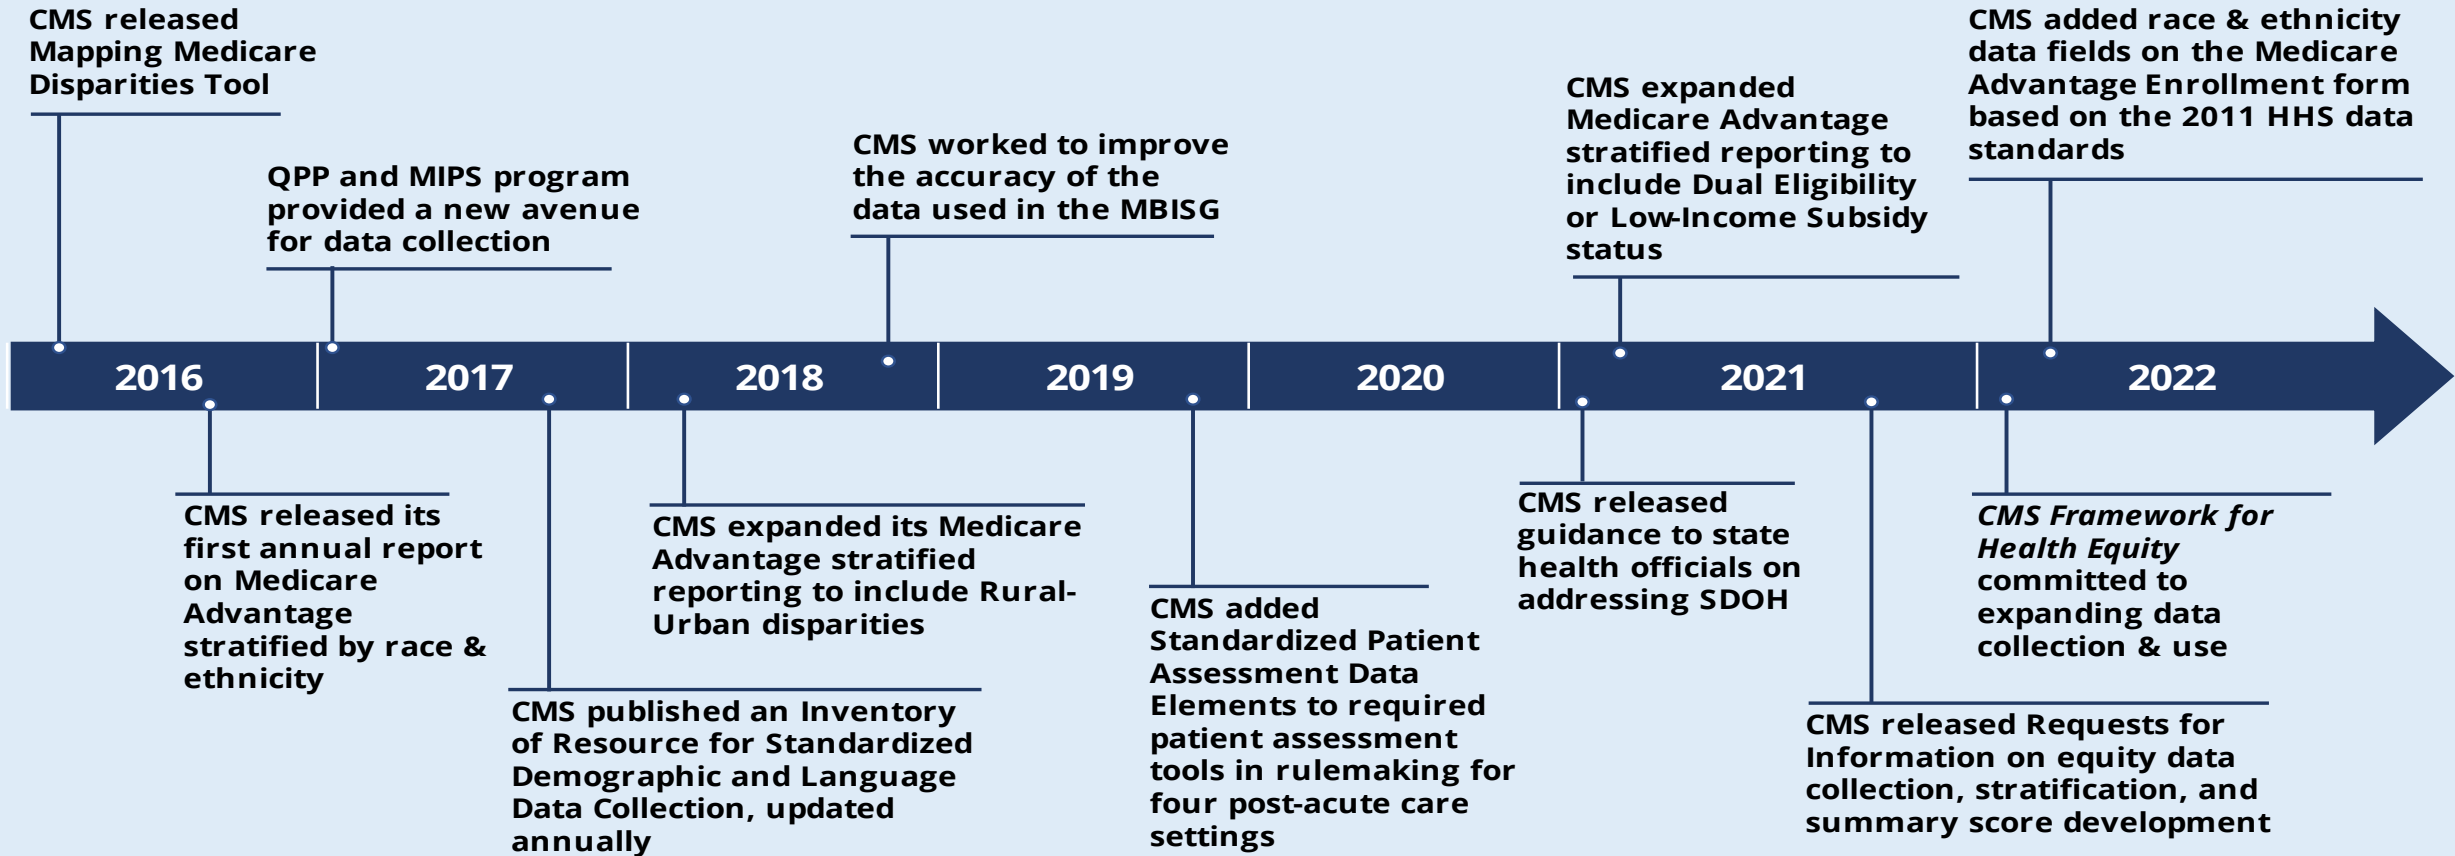 CMS released
Mapping Medicare
Disparities Tool
QPP and MIPS program
provided a new avenue
for data collection
CMS worked to improve
the accuracy of the
data used in the MBISG
CMS expanded
Medicare Advantage
stratified reporting to
include Dual Eligibility
or Low-Income Subsidy
status
CMS added race & ethnicity
data fields on the Medicare
Advantage Enrollment form
based on the 2011 HHS data
standards
2016
2017
2018
2019
2020
2021
2022
CMS released its
first annual report
on Medicare
Advantage
stratified by race &
ethnicity
CMS published an Inventory
of Resource for Standardized
Demographic and Language
Data Collection, updated
annually
CMS expanded its Medicare
Advantage stratified
reporting to include Rural-
Urban disparities
CMS added
Standardized Patient
Assessment Data
Elements to required
patient assessment
tools in rulemaking for
four post-acute care
settings
CMS released
guidance to state
health officials on
addressing SDOH
CMS released Requests for
Information on equity data
collection, stratification, and
summary score development
CMS Framework for
Health Equity
committed to
expanding data
collection & use